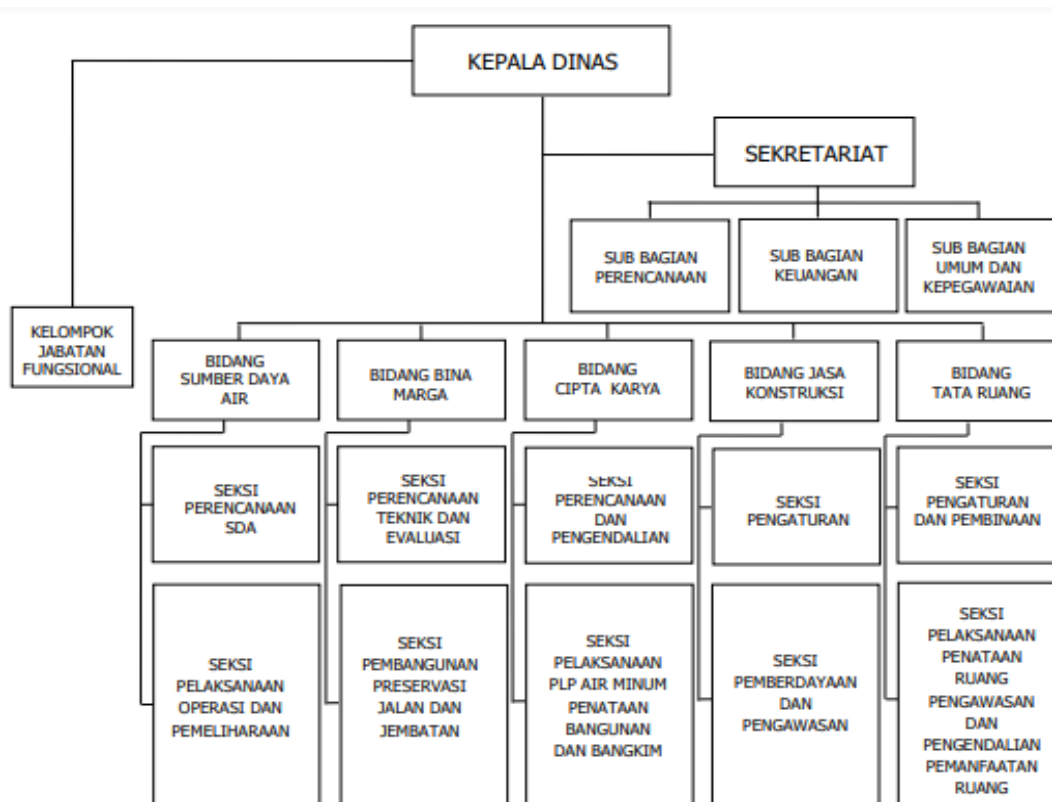 KEPALA DINAS
SEKRETARIAT
SUB BAGIAN
PERENCANAAN
SUB BAGIAN
KEUANGAN
SUB BAGIAN
UMUM DAN
KEPEGAWAIAN
KELOMPOK
JABATAN
FUNGSIONAL
BIDANG
SUMBER DAYA
AIR
BIDANG BINA
MARGA
BIDANG
CIPTA KARYA
BIDANG JASA
KONSTRUKSI
BIDANG
TATA RUANG
SEKSI
PERENCANAAN
SDA
SEKSI
PERENCANAAN
TEKNIK DAN
EVALUASI
SEKSI
PERENCANAAN
DAN
PENGENDALIAN
SEKSI
PENGATURAN
SEKSI
PENGATURAN
DAN PEMBINAAN
SEKSI
PELAKSANAAN
OPERASI DAN
PEMELIHARAAN
SEKSI
PEMBANGUNAN
PRESERVASI
JALAN DAN
JEMBATAN
SEKSI
PELAKSANAAN
PLP AIR MINUM
PENATAAN
BANGUNAN
DAN BANGKIM
SEKSI
PEMBERDAYAAN
DAN
PENGAWASAN
SEKSI
PELAKSANAAN
PENATAAN
RUANG
PENGAWASAN
DAN
PENGENDALIAN
PEMANFAATAN
RUANG